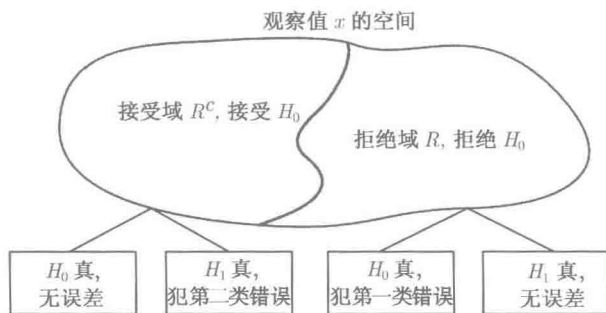 观察值 x 的空间
接受域 R^C, 接受 H₀
拒绝域 R, 拒绝 H₀
H₀ 真,
无误差
H₁ 真,
犯第二类错误
H₀ 真,
犯第一类错误
H₁ 真,
无误差